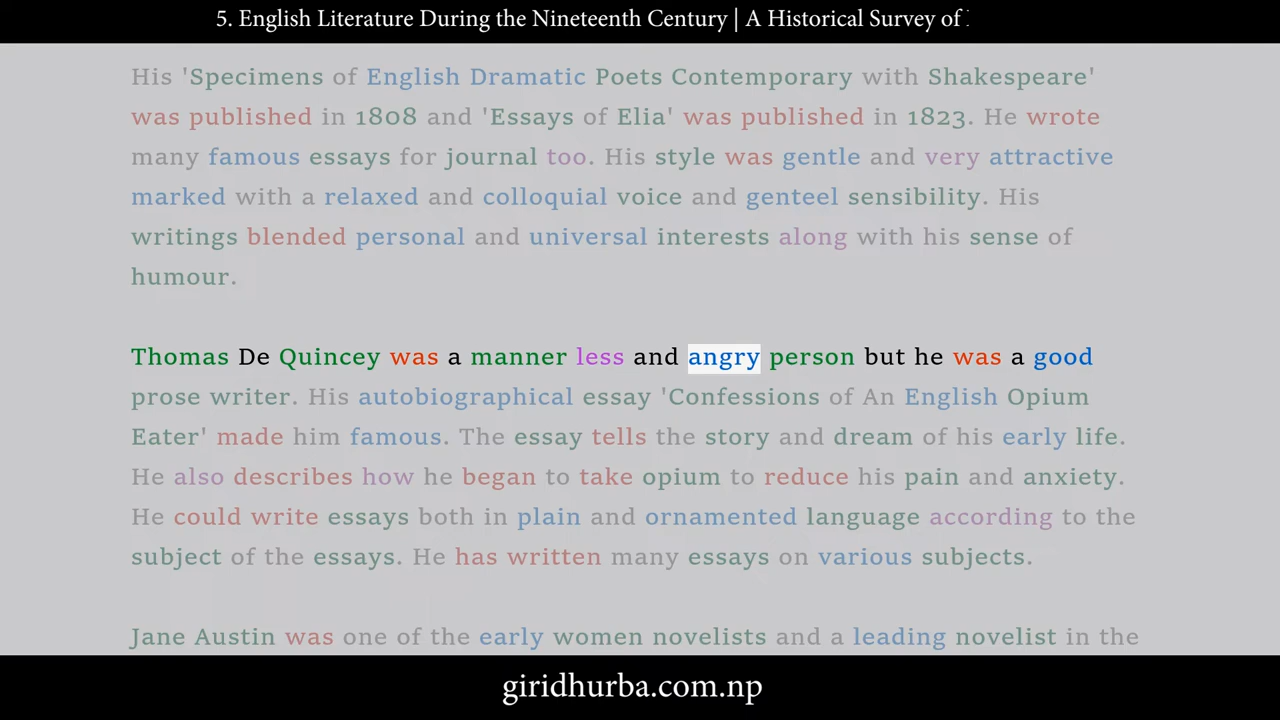 5. English Literature During the Nineteenth Century | A Historical Survey of
His 'Specimens of English Dramatic Poets Contemporary with Shakespeare'
was published in 1808 and 'Essays of Elia' was published in 1823. He wrote
many famous essays for journal too. His style was gentle and very attractive
marked with a relaxed and colloquial voice and genteel sensibility. His
writings blended personal and universal interests along with his sense of
humour.
Thomas De Quincey was a manner less and angry person but he was a good
prose writer. His autobiographical essay 'Confessions of An English Opium
Eater' made him famous. The essay tells the story and dream of his early life.
He also describes how he began to take opium to reduce his pain and anxiety.
He could write essays both in plain and ornamented language according to the
subject of the essays. He has written many essays on various subjects.
Jane Austin was one of the early women novelists and a leading novelist in the
giridhurba.com.np